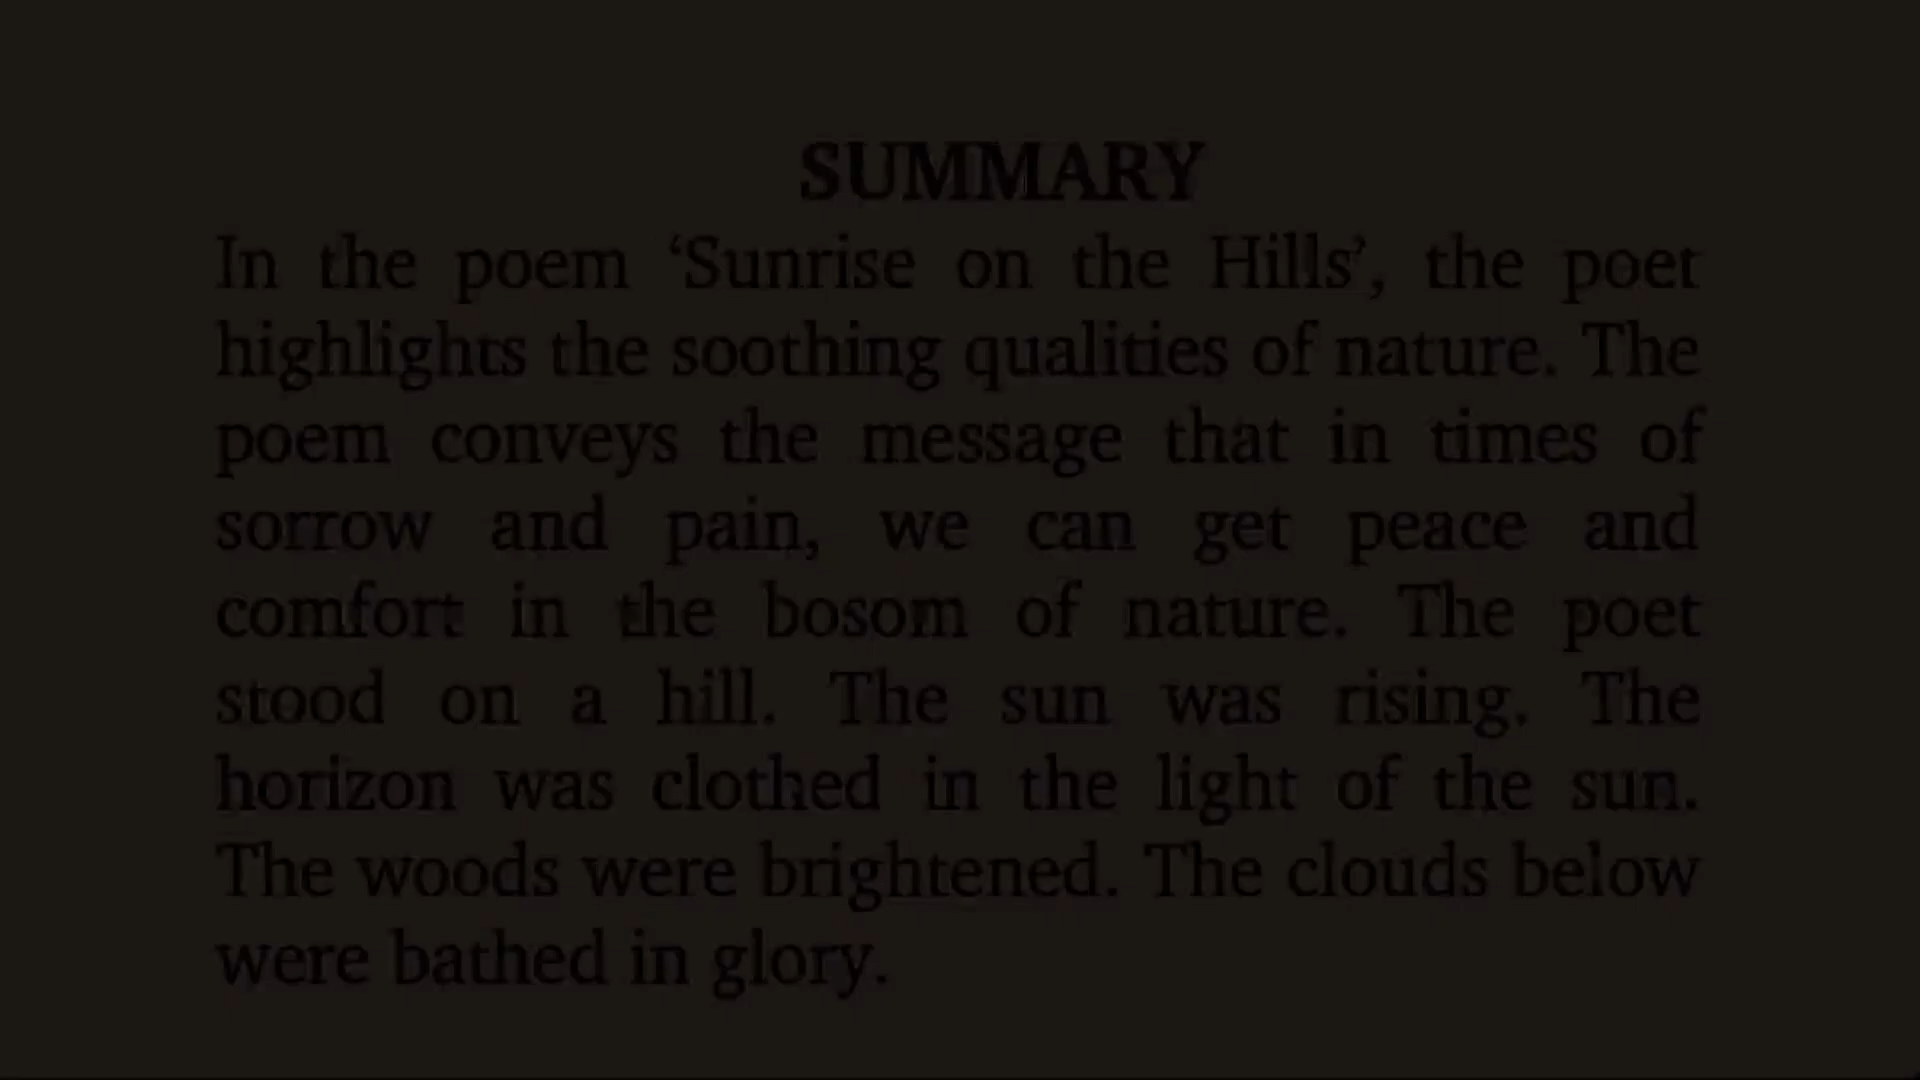 SUMMARY
In the poem ‘Sunrise on the Hills’, the poet
highlights the soothing qualities of nature. The
poem conveys the message that in times of
sorrow and pain, we can get peace and
comfort in the bosom of nature. The poet
stood on a hill. The sun was rising. The
horizon was clothed in the light of the sun.
The woods were brightened. The clouds below
were bathed in glory.